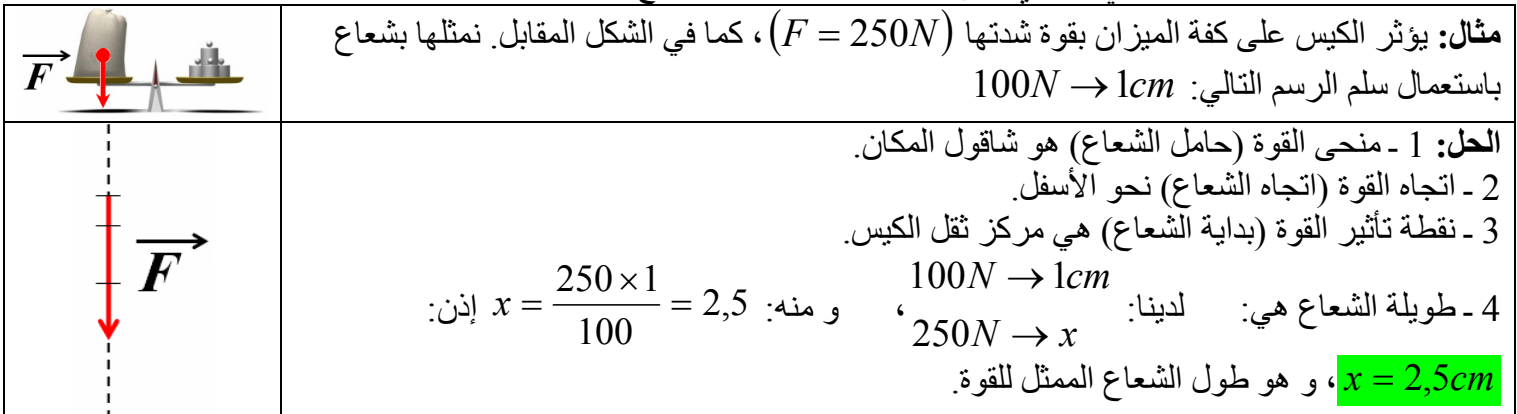 مثال: يؤثر الكيس على كفة الميزان بقوة شدتها (F = 250N)، كما في الشكل المقابل. نمثلها بشعاع
باستعمال سلم الرسم التالي: 100N → 1cm
F
الحل: 1 ـ منحى القوة (حامل الشعاع) هو شاقول المكان.
2 ـ اتجاه القوة (اتجاه الشعاع) نحو الأسفل.
3 ـ نقطة تأثير القوة (بداية الشعاع) هي مركز ثقل الكيس.
4 ـ طويلة الشعاع هي: لدينا: 100N → 1cm
250N → x ، و منه: x = 250 × 1 / 100 = 2,5 إذن:
x = 2,5cm، و هو طول الشعاع الممثل للقوة.
F